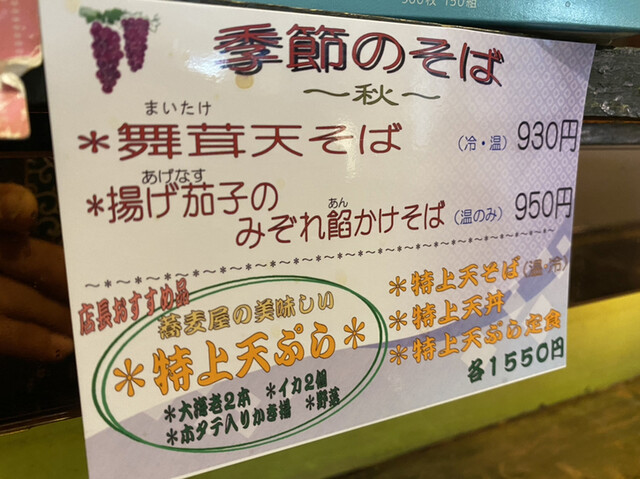 季節のそば
～秋～
まいたけ
＊舞茸天そば （冷・温） 930円
あげなす
＊揚げ茄子の
あん
みぞれ餡かけそば （温のみ） 950円
店長おすすめ品
蕎麦屋の美味しい
＊特上天ぷら＊
＊大海老2本 ＊イカ2個
＊ホタテ入りかき揚 ＊野菜
＊特上天そば（温・冷）
＊特上天丼
＊特上天ぷら定食
各1550円